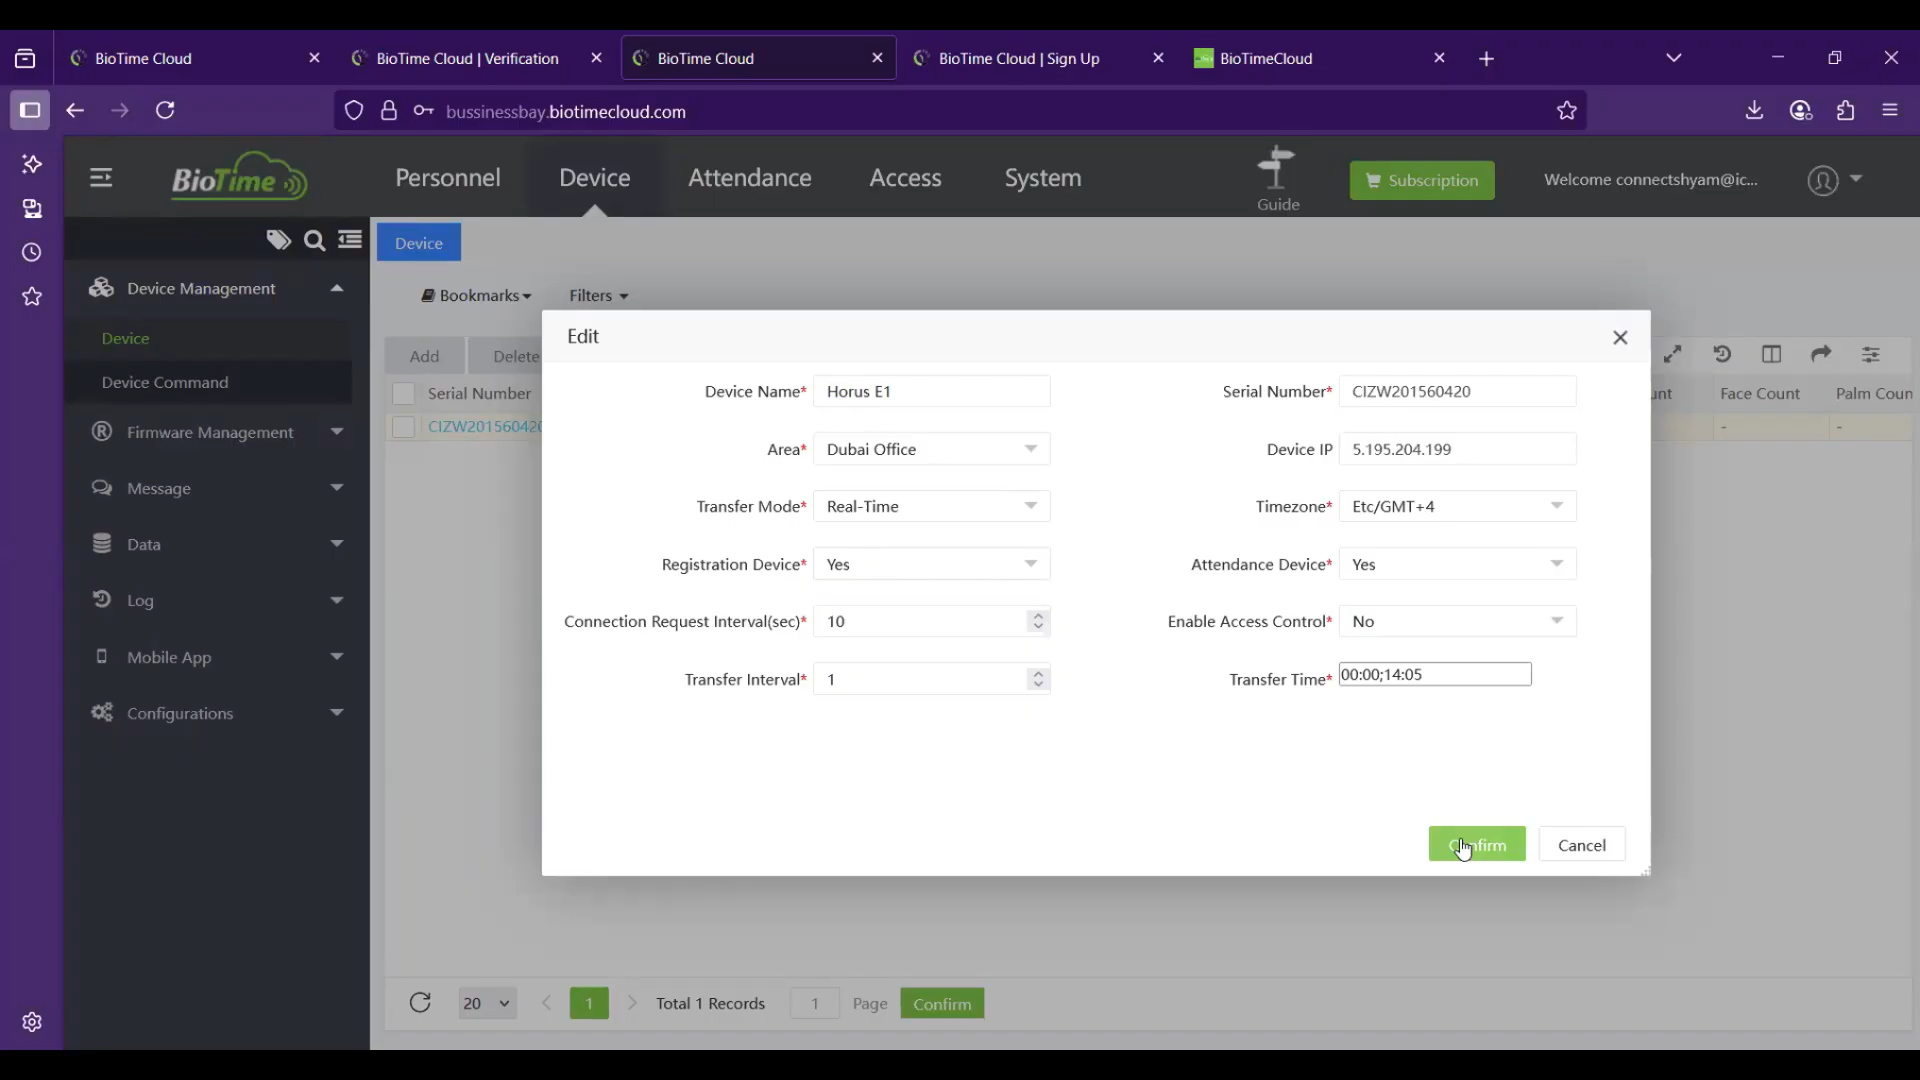 BioTime Cloud
BioTime Cloud | Verification
BioTime Cloud
BioTime Cloud | Sign Up
BioTimeCloud
bussinessbay.biotimecloud.com
BioTime
Personnel
Device
Attendance
Access
System
Guide
Subscription
Welcome connectshyam@ic...
Device
Device Management
Bookmarks
Filters
Edit
Device
Add
Delete
Device Command
Serial Number
unt
Face Count
Palm Coun
CIZW201560420
-
-
Device Name* Horus E1
Serial Number* CIZW201560420
Area* Dubai Office
Device IP 5.195.204.199
Transfer Mode* Real-Time
Timezone* Etc/GMT+4
Registration Device* Yes
Attendance Device* Yes
Connection Request Interval(sec)* 10
Enable Access Control* No
Transfer Interval* 1
Transfer Time* 00:00;14:05
Firmware Management
Message
Data
Log
Mobile App
Configurations
Confirm
Cancel
20
1
Total 1 Records
1
Page
Confirm